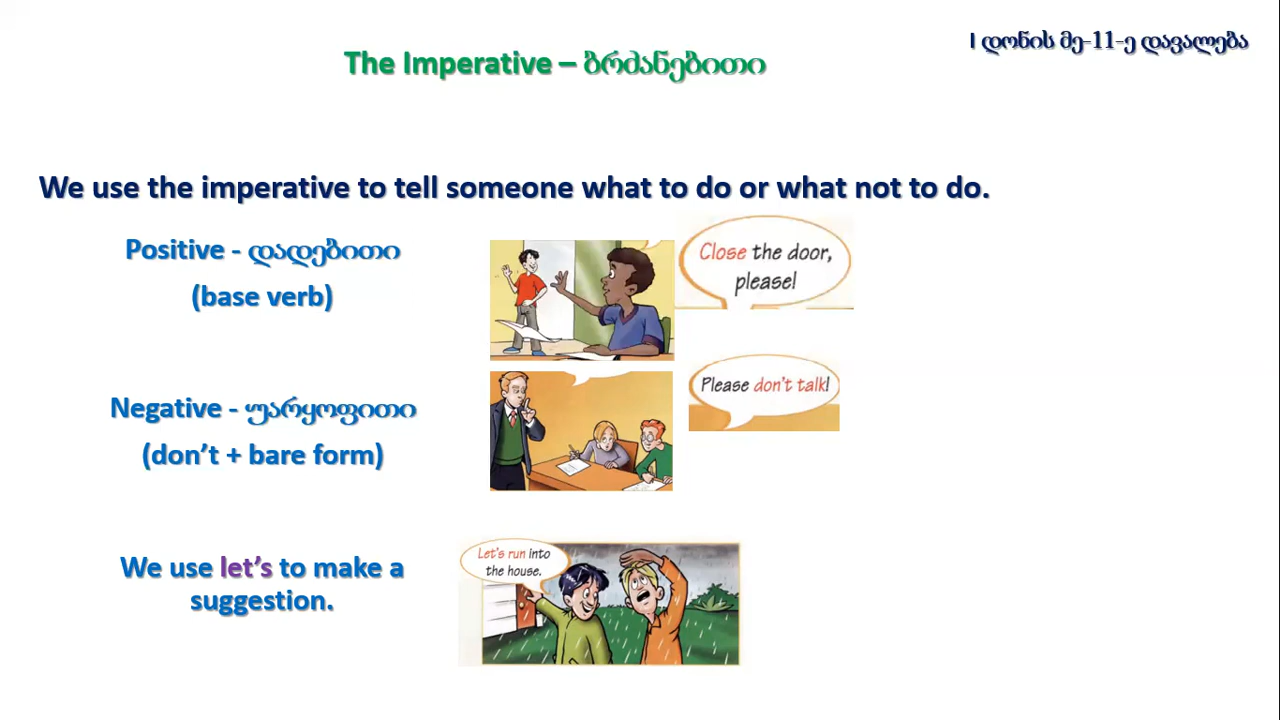 I დონის მე-11-ე დავალება
The Imperative – ბრძანებითი
We use the imperative to tell someone what to do or what not to do.
Positive - დადებითი
(base verb)
Close the door,
please!
Negative - უარყოფითი
(don’t + bare form)
Please don't talk!
We use let’s to make a
suggestion.
Let's run into
the house.